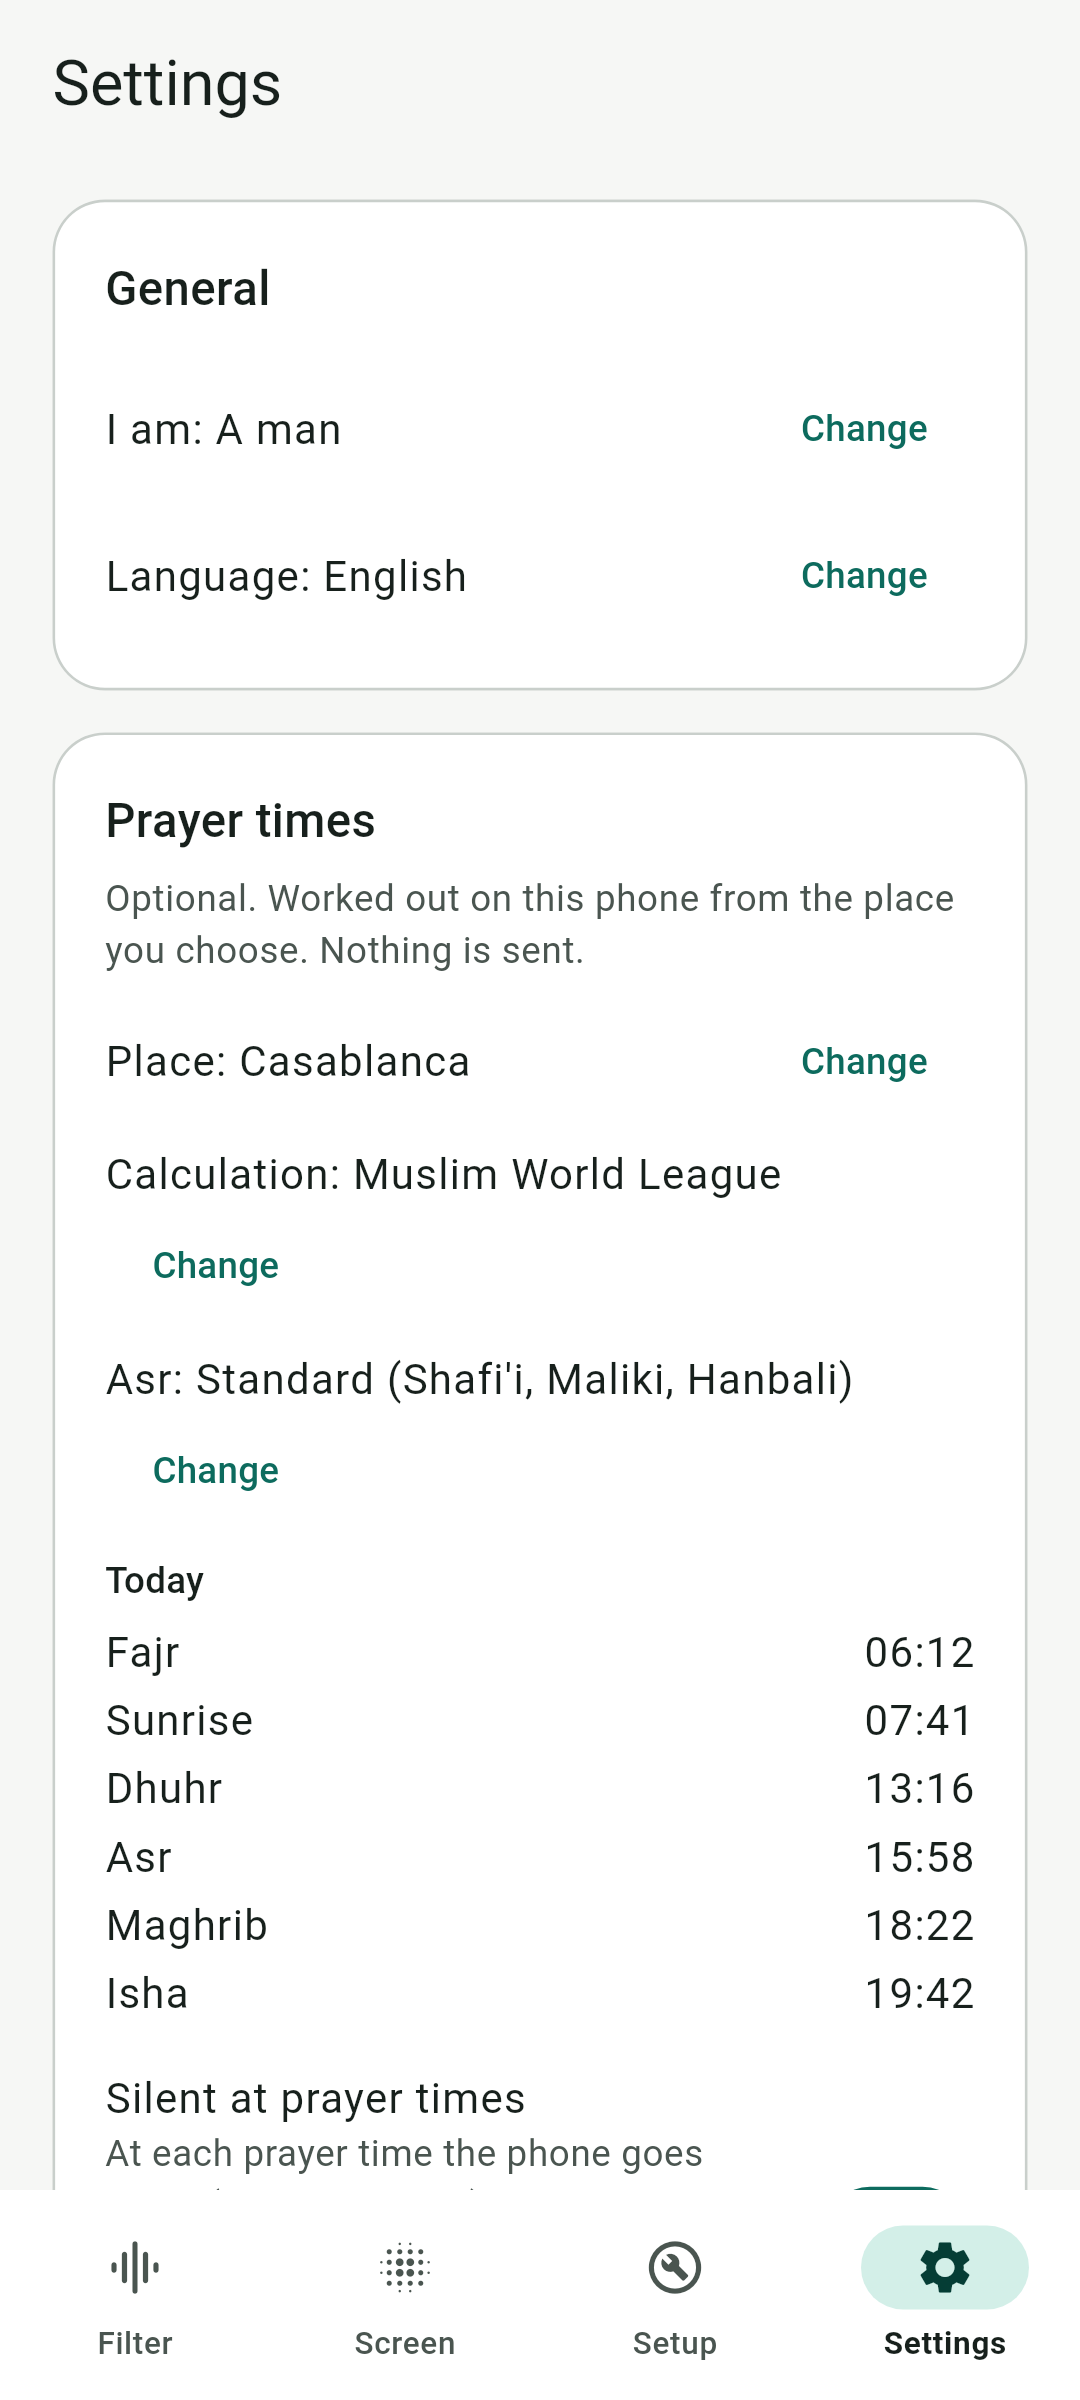 Settings
General
I am: A man
Change
Language: English
Change
Prayer times
Optional. Worked out on this phone from the place
you choose. Nothing is sent.
Place: Casablanca
Change
Calculation: Muslim World League
Change
Asr: Standard (Shafi'i, Maliki, Hanbali)
Change
Today
Fajr 06:12
Sunrise 07:41
Dhuhr 13:16
Asr 15:58
Maghrib 18:22
Isha 19:42
Silent at prayer times
At each prayer time the phone goes
Filter
Screen
Setup
Settings